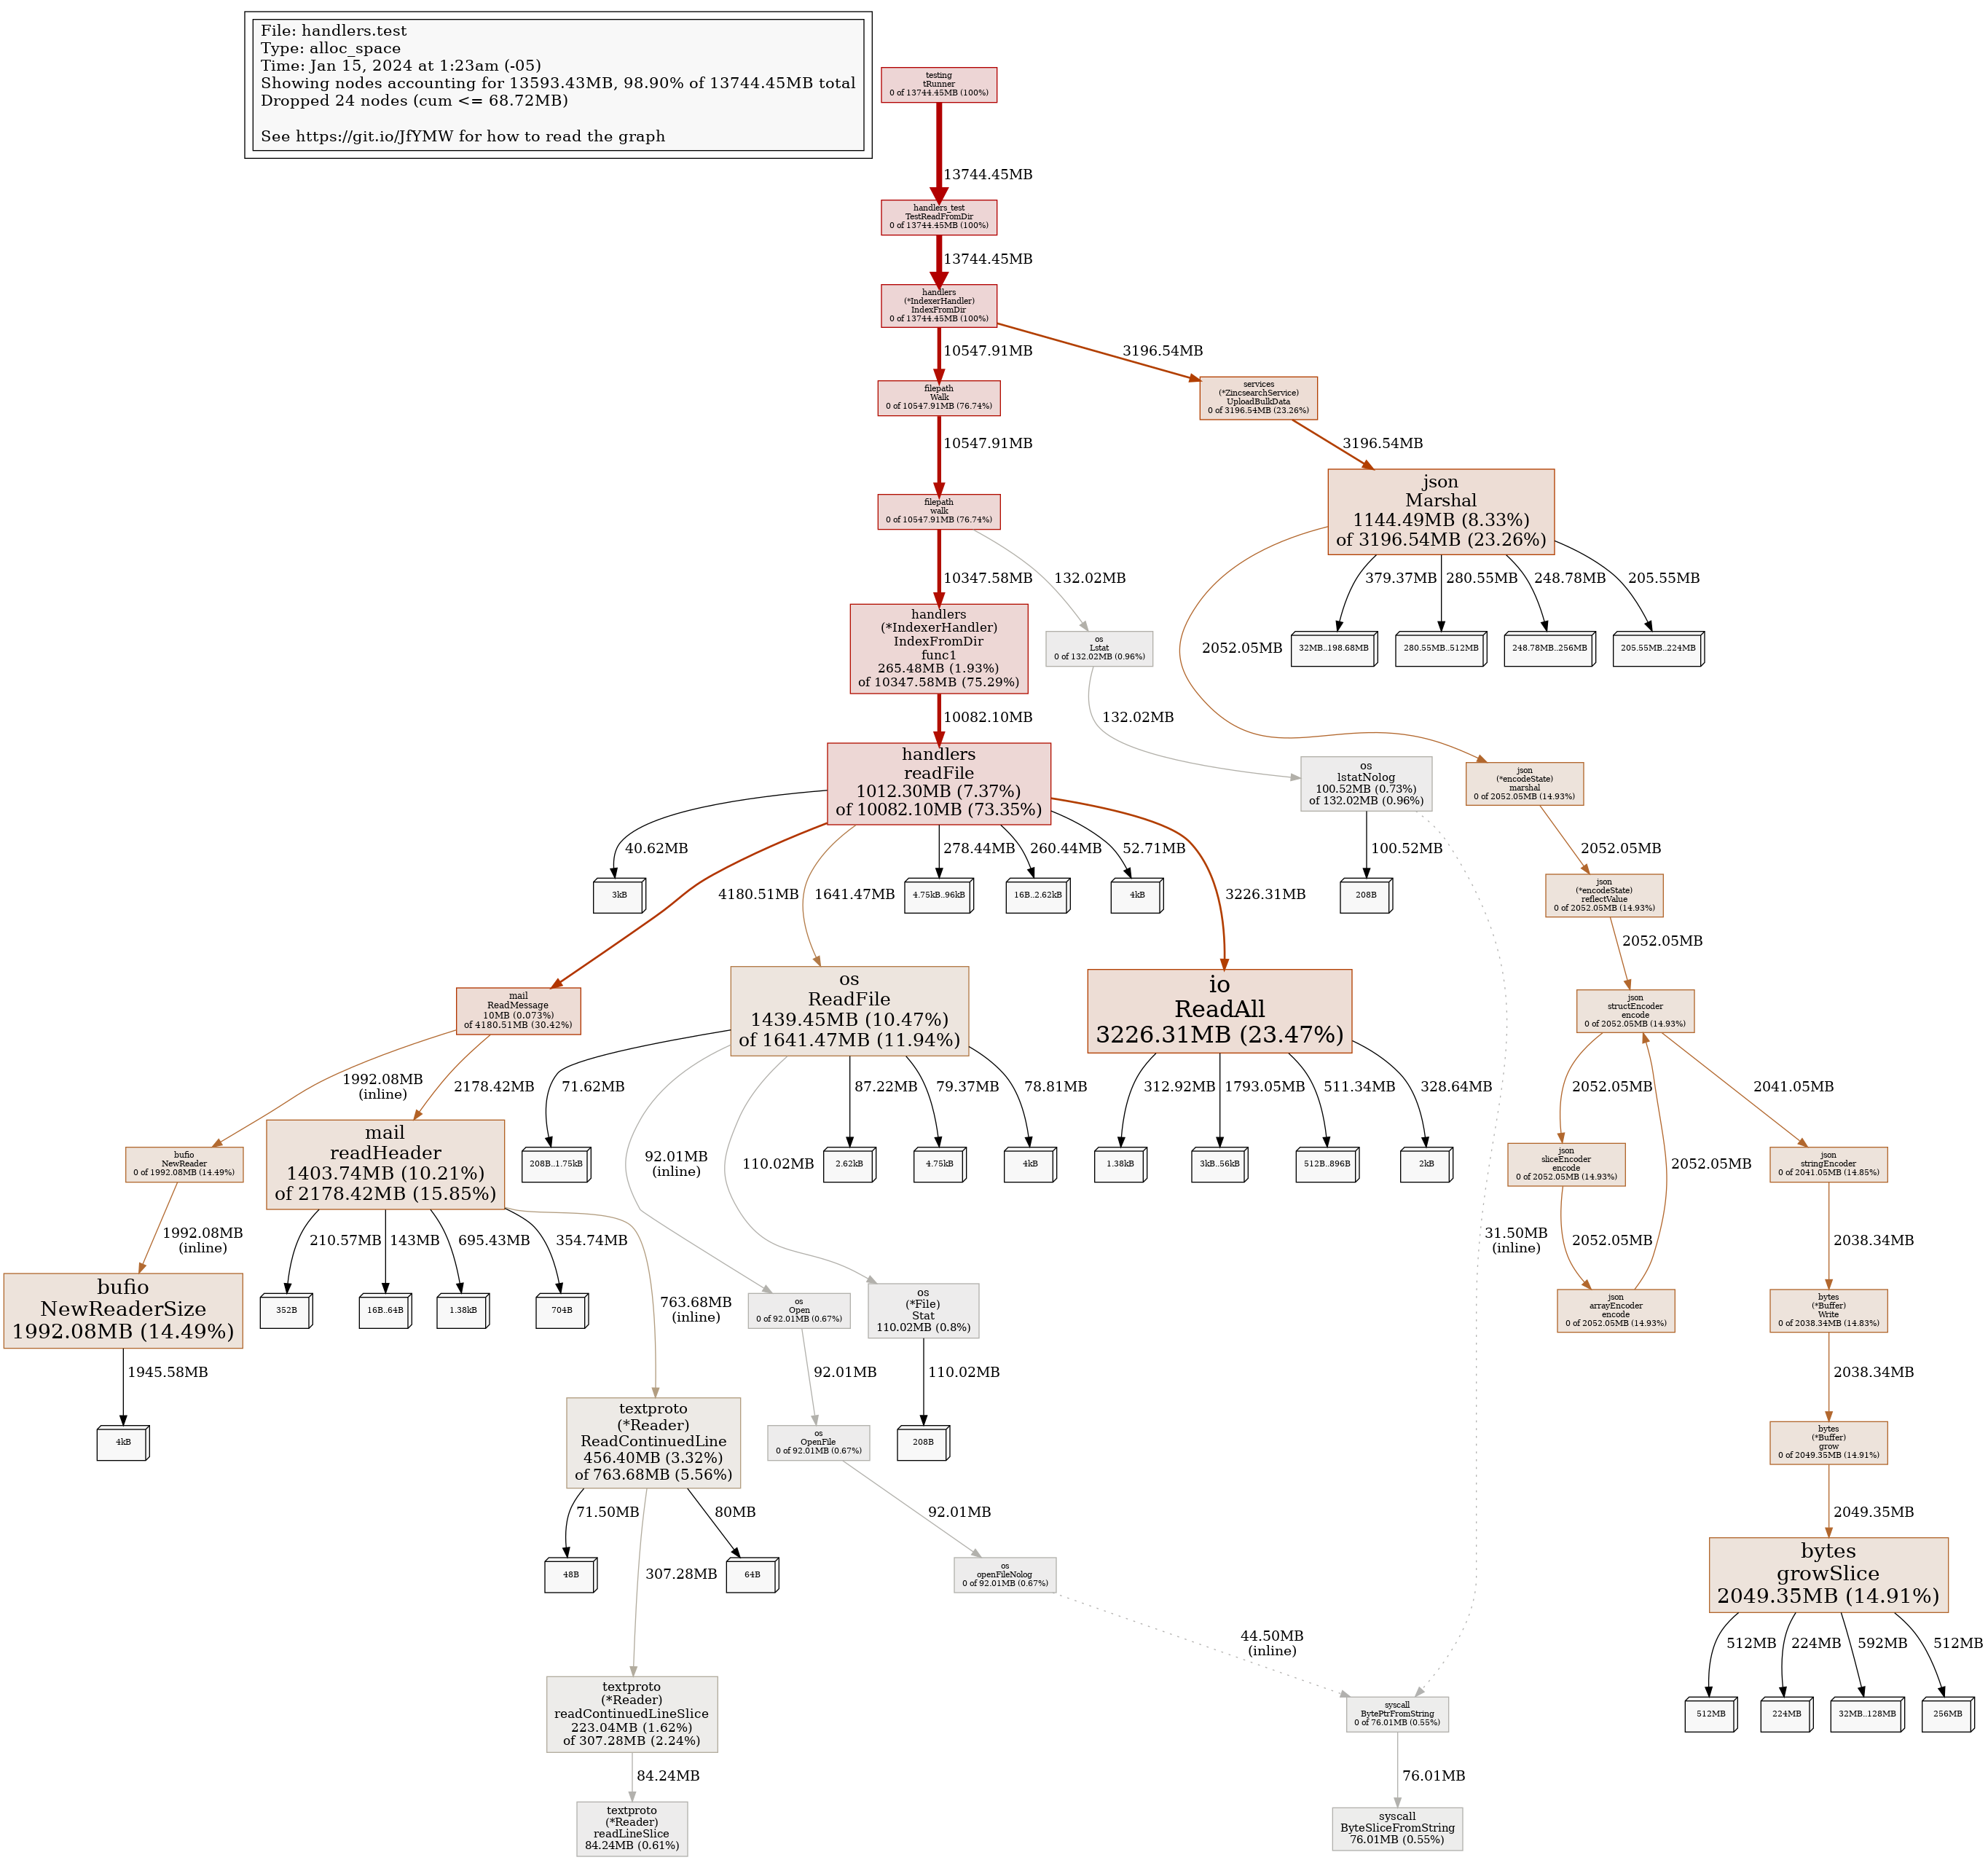 File: handlers.test
Type: alloc_space
Time: Jan 15, 2024 at 1:23am (-05)
Showing nodes accounting for 13593.43MB, 98.90% of 13744.45MB total
Dropped 24 nodes (cum <= 68.72MB)
See https://git.io/JfYMW for how to read the graph
testing
tRunner
0 of 13744.45MB (100%)
13744.45MB
handlers_test
TestReadFromDir
0 of 13744.45MB (100%)
13744.45MB
handlers
(*IndexerHandler)
IndexFromDir
0 of 13744.45MB (100%)
10547.91MB
3196.54MB
filepath
Walk
0 of 10547.91MB (76.74%)
services
(*ZincsearchService)
UploadBulkData
0 of 3196.54MB (23.26%)
10547.91MB
3196.54MB
filepath
walk
0 of 10547.91MB (76.74%)
json
Marshal
1144.49MB (8.33%)
of 3196.54MB (23.26%)
10347.58MB
132.02MB
379.37MB
280.55MB
248.78MB
205.55MB
handlers
(*IndexerHandler)
IndexFromDir
func1
265.48MB (1.93%)
of 10347.58MB (75.29%)
os
Lstat
0 of 132.02MB (0.96%)
2052.05MB
32MB..198.68MB
280.55MB..512MB
248.78MB..256MB
205.55MB..224MB
10082.10MB
132.02MB
handlers
readFile
1012.30MB (7.37%)
of 10082.10MB (73.35%)
os
lstatNolog
100.52MB (0.73%)
of 132.02MB (0.96%)
json
(*encodeState)
marshal
0 of 2052.05MB (14.93%)
40.62MB
4180.51MB
1641.47MB
278.44MB
260.44MB
52.71MB
3226.31MB
100.52MB
2052.05MB
3kB
4.75kB..96kB
16B..2.62kB
4kB
208B
json
(*encodeState)
reflectValue
0 of 2052.05MB (14.93%)
2052.05MB
mail
ReadMessage
10MB (0.073%)
of 4180.51MB (30.42%)
os
ReadFile
1439.45MB (10.47%)
of 1641.47MB (11.94%)
io
ReadAll
3226.31MB (23.47%)
json
structEncoder
encode
0 of 2052.05MB (14.93%)
1992.08MB
(inline)
2178.42MB
71.62MB
92.01MB
(inline)
110.02MB
87.22MB
79.37MB
78.81MB
312.92MB
1793.05MB
511.34MB
328.64MB
2052.05MB
2052.05MB
2041.05MB
bufio
NewReader
0 of 1992.08MB (14.49%)
mail
readHeader
1403.74MB (10.21%)
of 2178.42MB (15.85%)
208B..1.75kB
2.62kB
4.75kB
4kB
1.38kB
3kB..56kB
512B..896B
2kB
json
sliceEncoder
encode
0 of 2052.05MB (14.93%)
json
stringEncoder
0 of 2041.05MB (14.85%)
1992.08MB
(inline)
210.57MB
143MB
695.43MB
354.74MB
763.68MB
(inline)
31.50MB
(inline)
2052.05MB
2038.34MB
bufio
NewReaderSize
1992.08MB (14.49%)
352B
16B..64B
1.38kB
704B
os
Open
0 of 92.01MB (0.67%)
os
(*File)
Stat
110.02MB (0.8%)
json
arrayEncoder
encode
0 of 2052.05MB (14.93%)
bytes
(*Buffer)
Write
0 of 2038.34MB (14.83%)
1945.58MB
92.01MB
110.02MB
2038.34MB
4kB
textproto
(*Reader)
ReadContinuedLine
456.40MB (3.32%)
of 763.68MB (5.56%)
os
OpenFile
0 of 92.01MB (0.67%)
208B
bytes
(*Buffer)
grow
0 of 2049.35MB (14.91%)
71.50MB
307.28MB
80MB
92.01MB
2049.35MB
48B
64B
os
openFileNolog
0 of 92.01MB (0.67%)
bytes
growSlice
2049.35MB (14.91%)
44.50MB
(inline)
512MB
224MB
592MB
512MB
textproto
(*Reader)
readContinuedLineSlice
223.04MB (1.62%)
of 307.28MB (2.24%)
syscall
BytePtrFromString
0 of 76.01MB (0.55%)
512MB
224MB
32MB..128MB
256MB
84.24MB
76.01MB
textproto
(*Reader)
readLineSlice
84.24MB (0.61%)
syscall
ByteSliceFromString
76.01MB (0.55%)